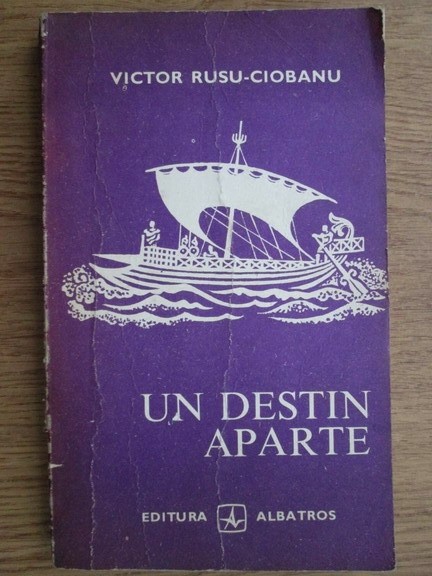 VICTOR RUSU-CIOBANU
UN DESTIN
APARTE
EDITURA ALBATROS